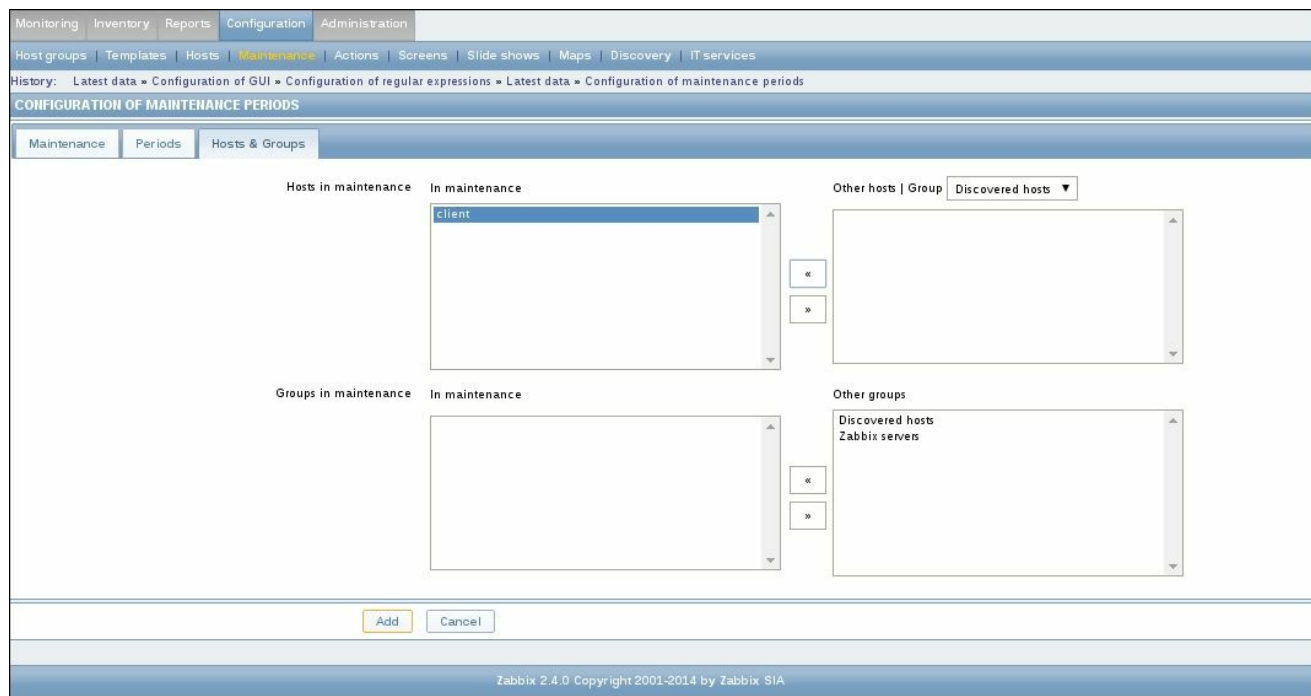 Monitoring Inventory Reports Configuration Administration
Host groups | Templates | Hosts | Maintenance | Actions | Screens | Slide shows | Maps | Discovery | IT services
History: Latest data » Configuration of GUI » Configuration of regular expressions » Latest data » Configuration of maintenance periods
CONFIGURATION OF MAINTENANCE PERIODS
Maintenance Periods Hosts & Groups
Hosts in maintenance In maintenance Other hosts | Group Discovered hosts ▼
client
«
»
Groups in maintenance In maintenance Other groups
Discovered hosts
Zabbix servers
«
»
Add Cancel
Zabbix 2.4.0 Copyright 2001-2014 by Zabbix SIA